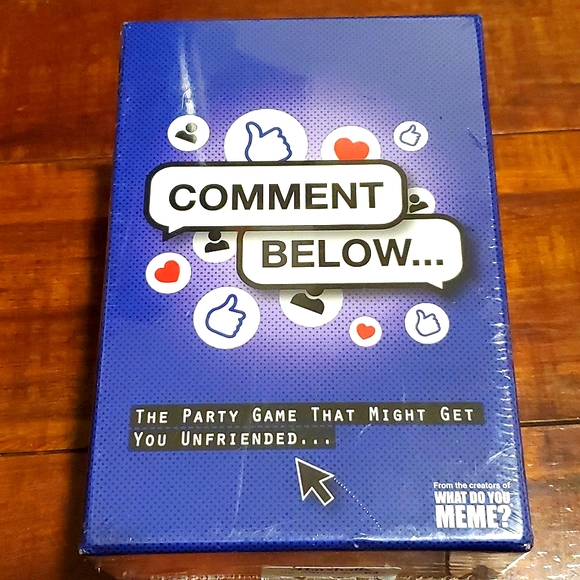 COMMENT
BELOW...
The Party Game That Might Get
You Unfriended...
From the creators of
WHAT DO YOU
MEME?